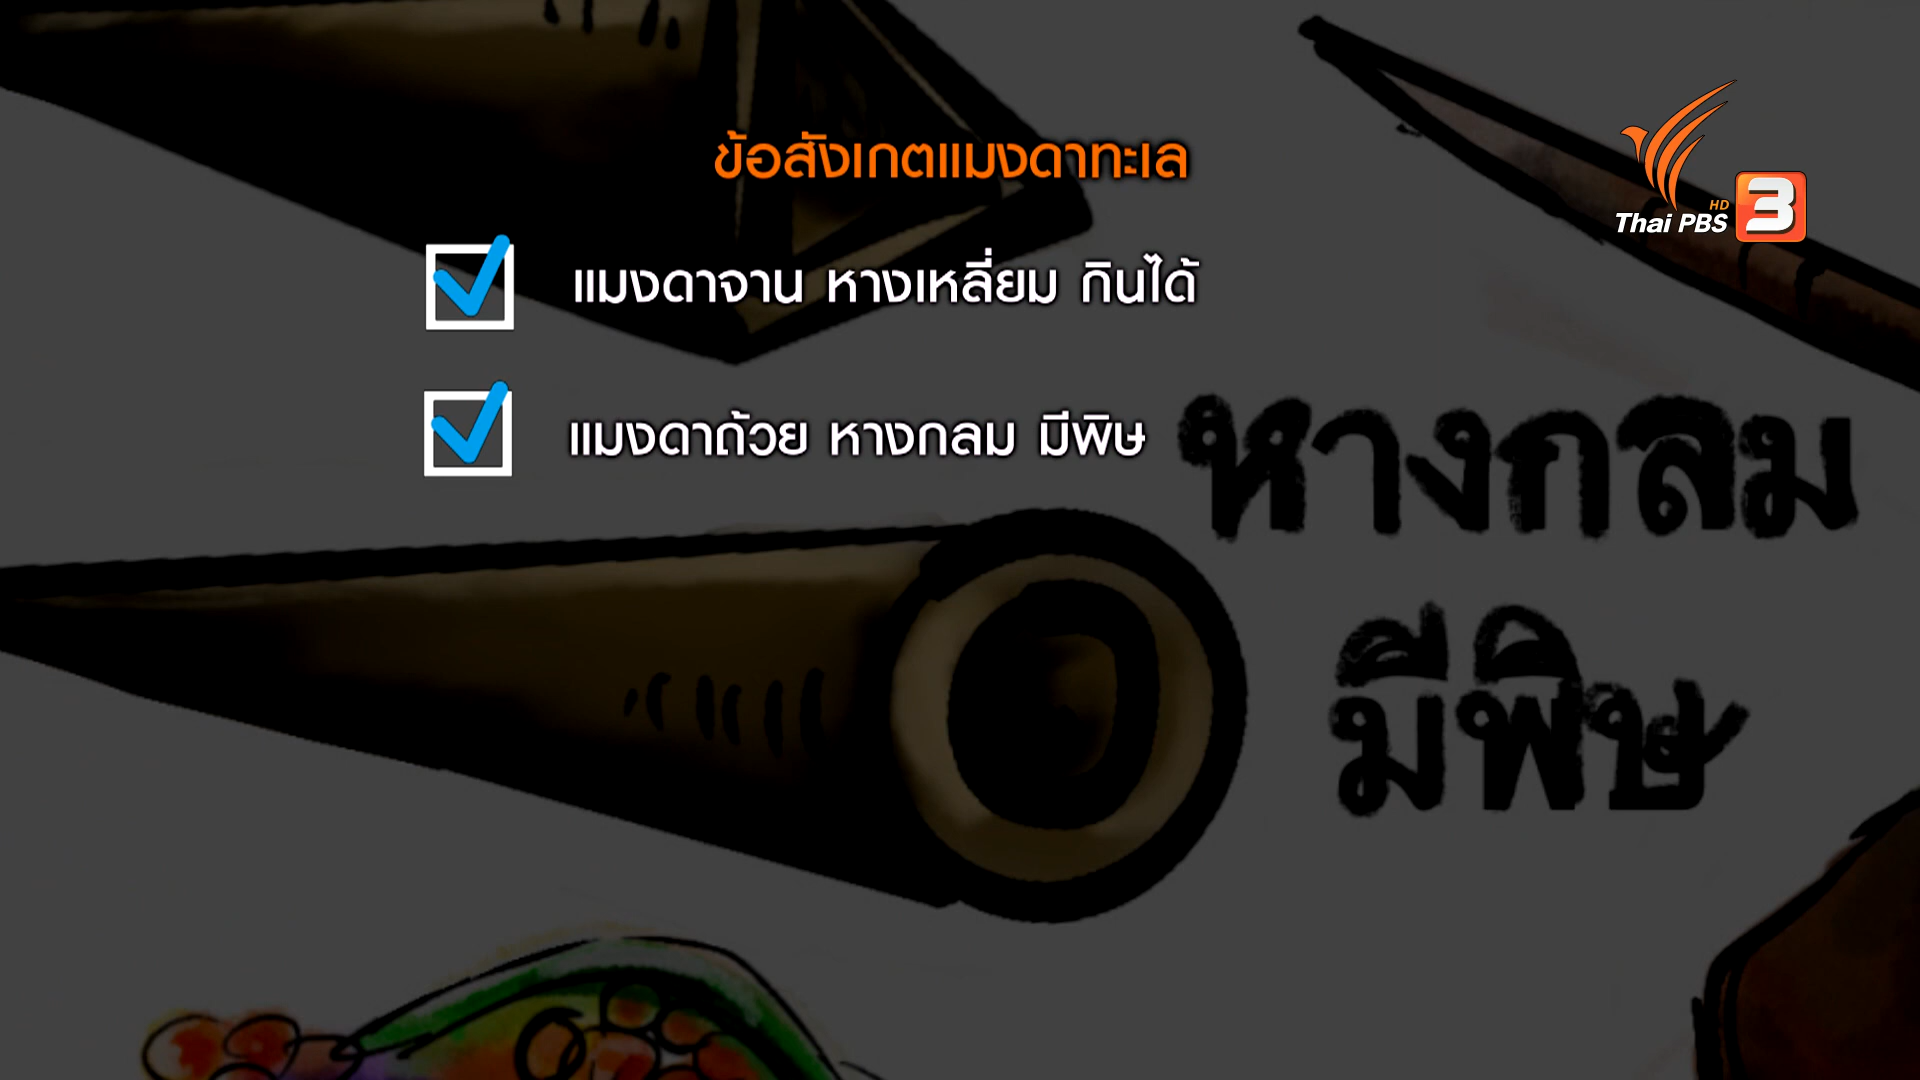 ข้อสังเกตแมงดาทะเล
HD
Thai PBS 3
แมงดาจาน หางเหลี่ยม กินได้
แมงดาถ้วย หางกลม มีพิษ
หางกลม
มีพิษ